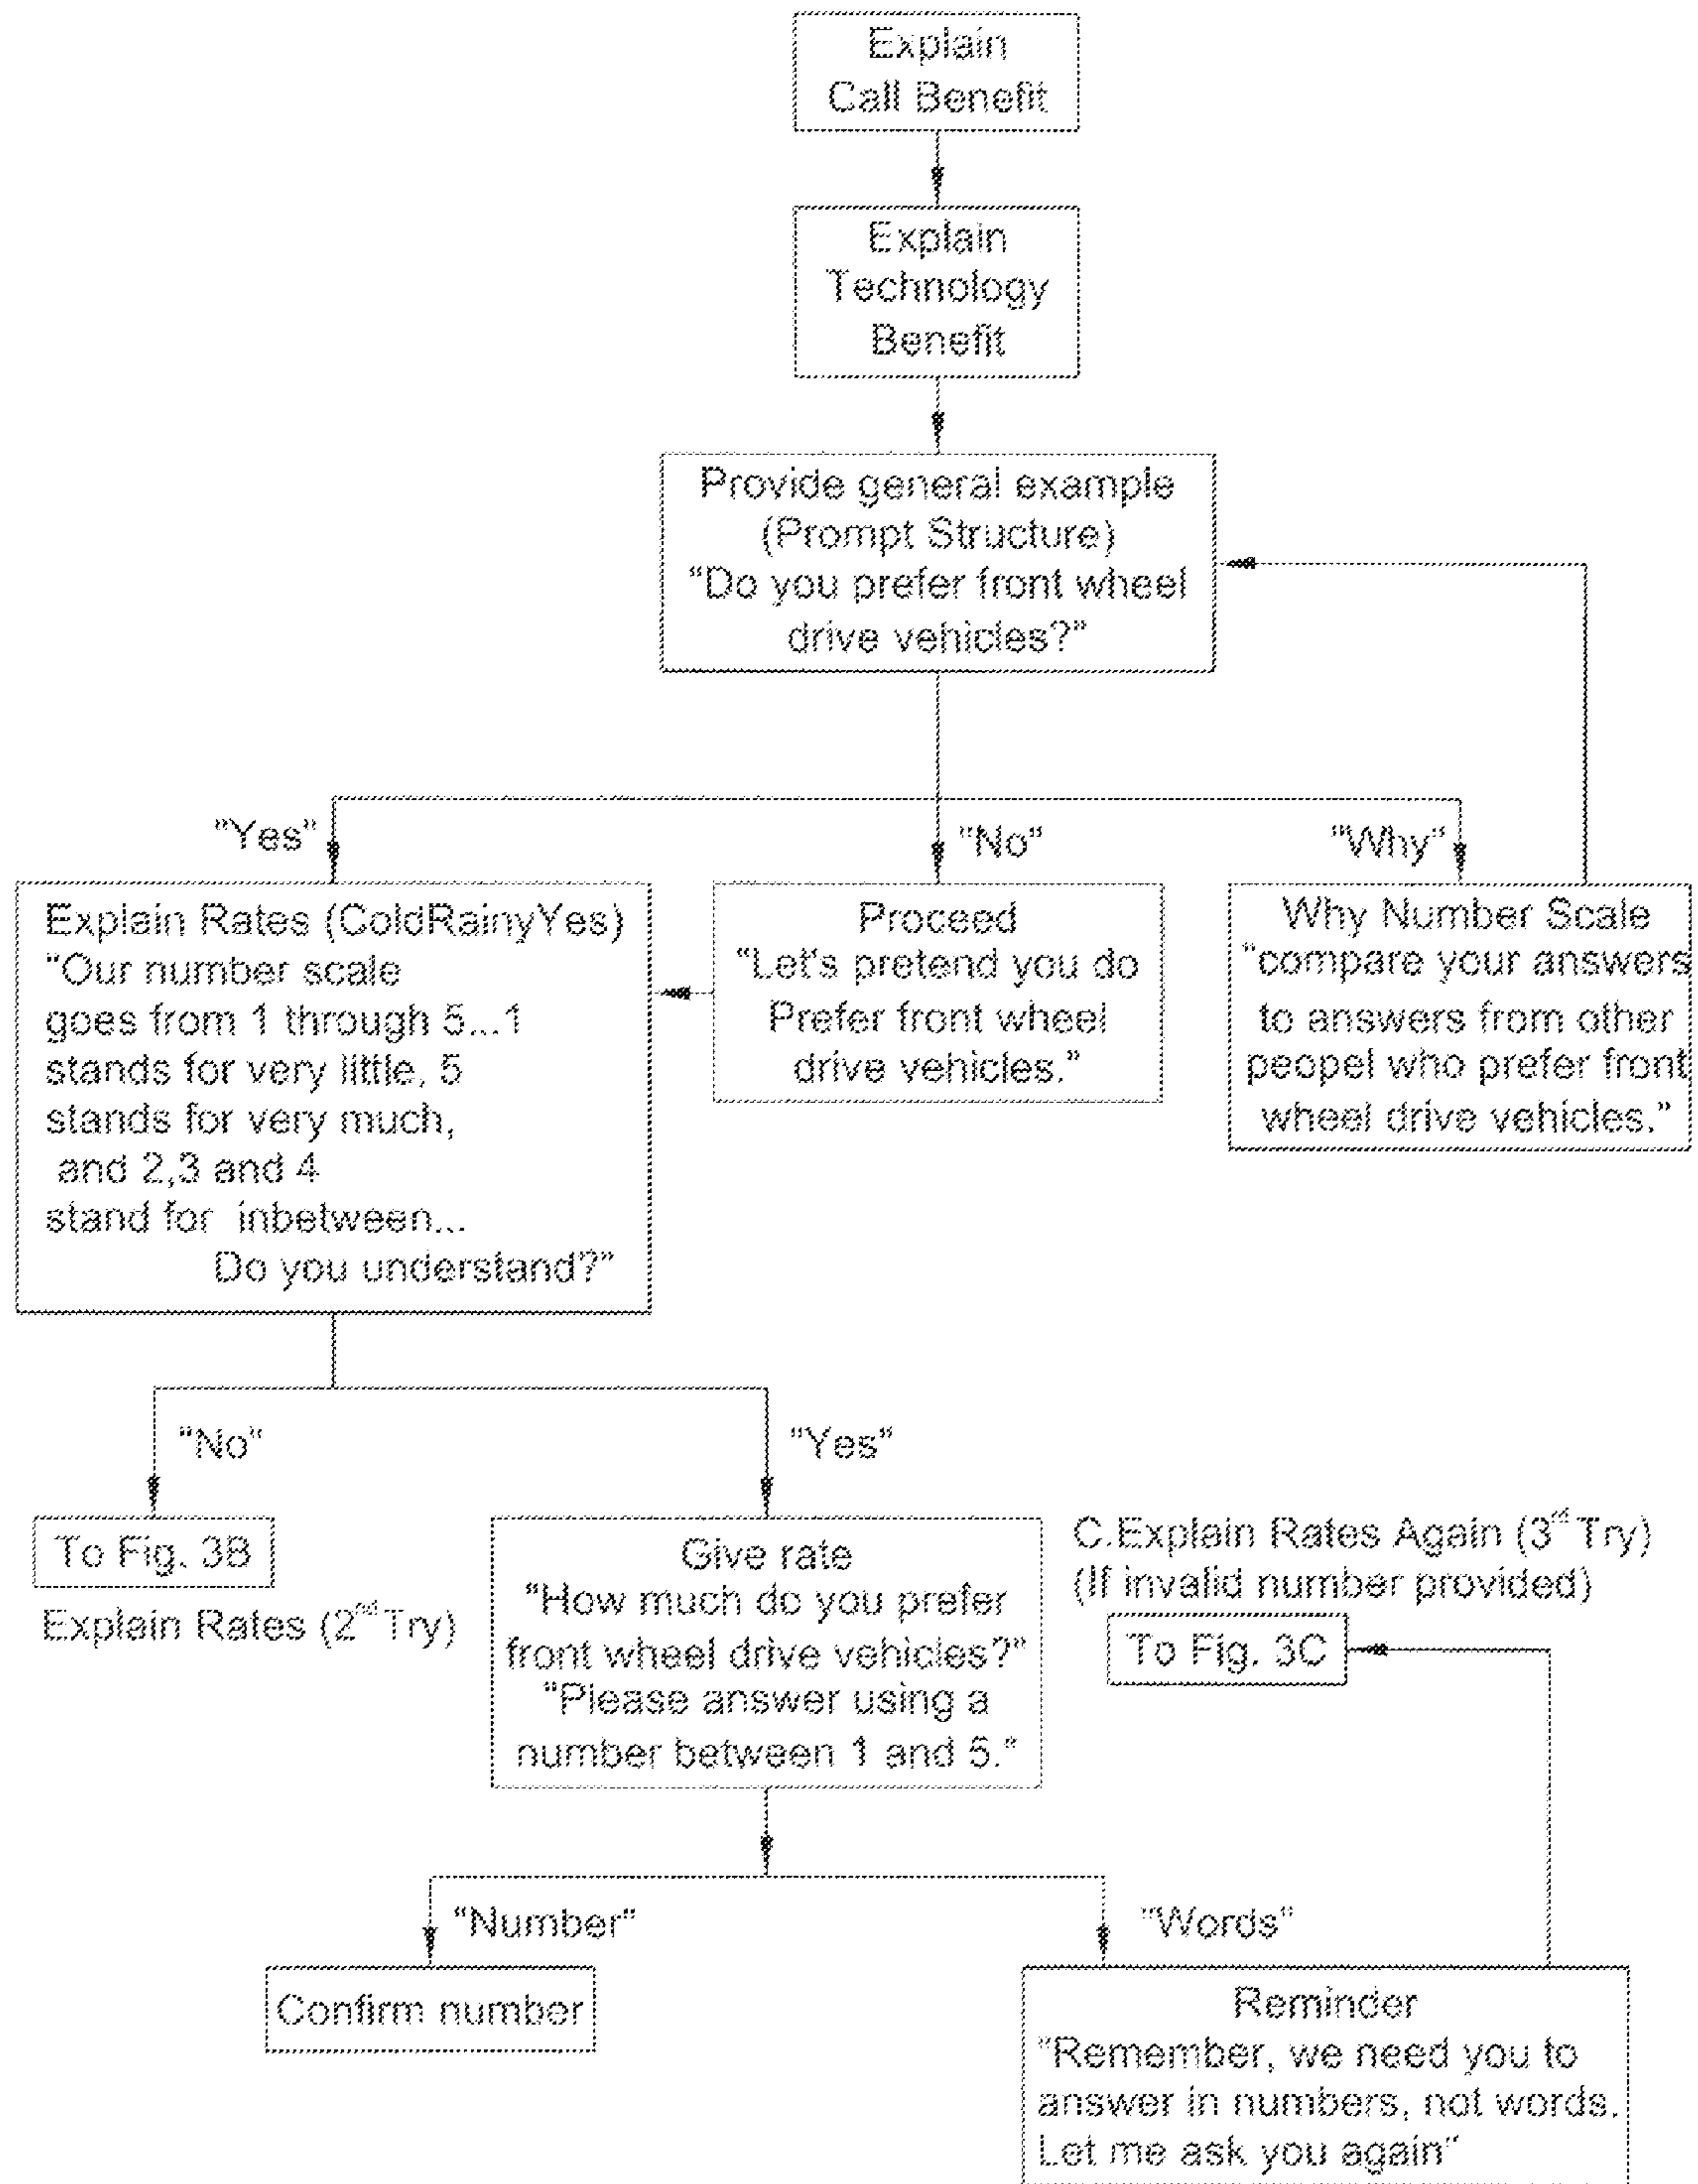 Explain
Call Benefit
Explain
Technology
Benefit
Provide general example
(Prompt Structure)
“Do you prefer front wheel
drive vehicles?”
"Yes"
"No"
"Why"
Explain Rates (ColdRainyYes)
“Our number scale
goes from 1 through 5...1
stands for very little, 5
stands for very much,
and 2,3 and 4
stand for inbetween...
Do you understand?”
Proceed
“Let's pretend you do
Prefer front wheel
drive vehicles.”
Why Number Scale
“compare your answers
to answers from other
peopel who prefer front
wheel drive vehicles.”
"No"
"Yes"
To Fig. 3B
Explain Rates (2nd Try)
Give rate
“How much do you prefer
front wheel drive vehicles?”
“Please answer using a
number between 1 and 5.”
C.Explain Rates Again (3rd Try)
(If invalid number provided)
To Fig. 3C
"Number"
"Words"
Confirm number
Reminder
“Remember, we need you to
answer in numbers, not words.
Let me ask you again”